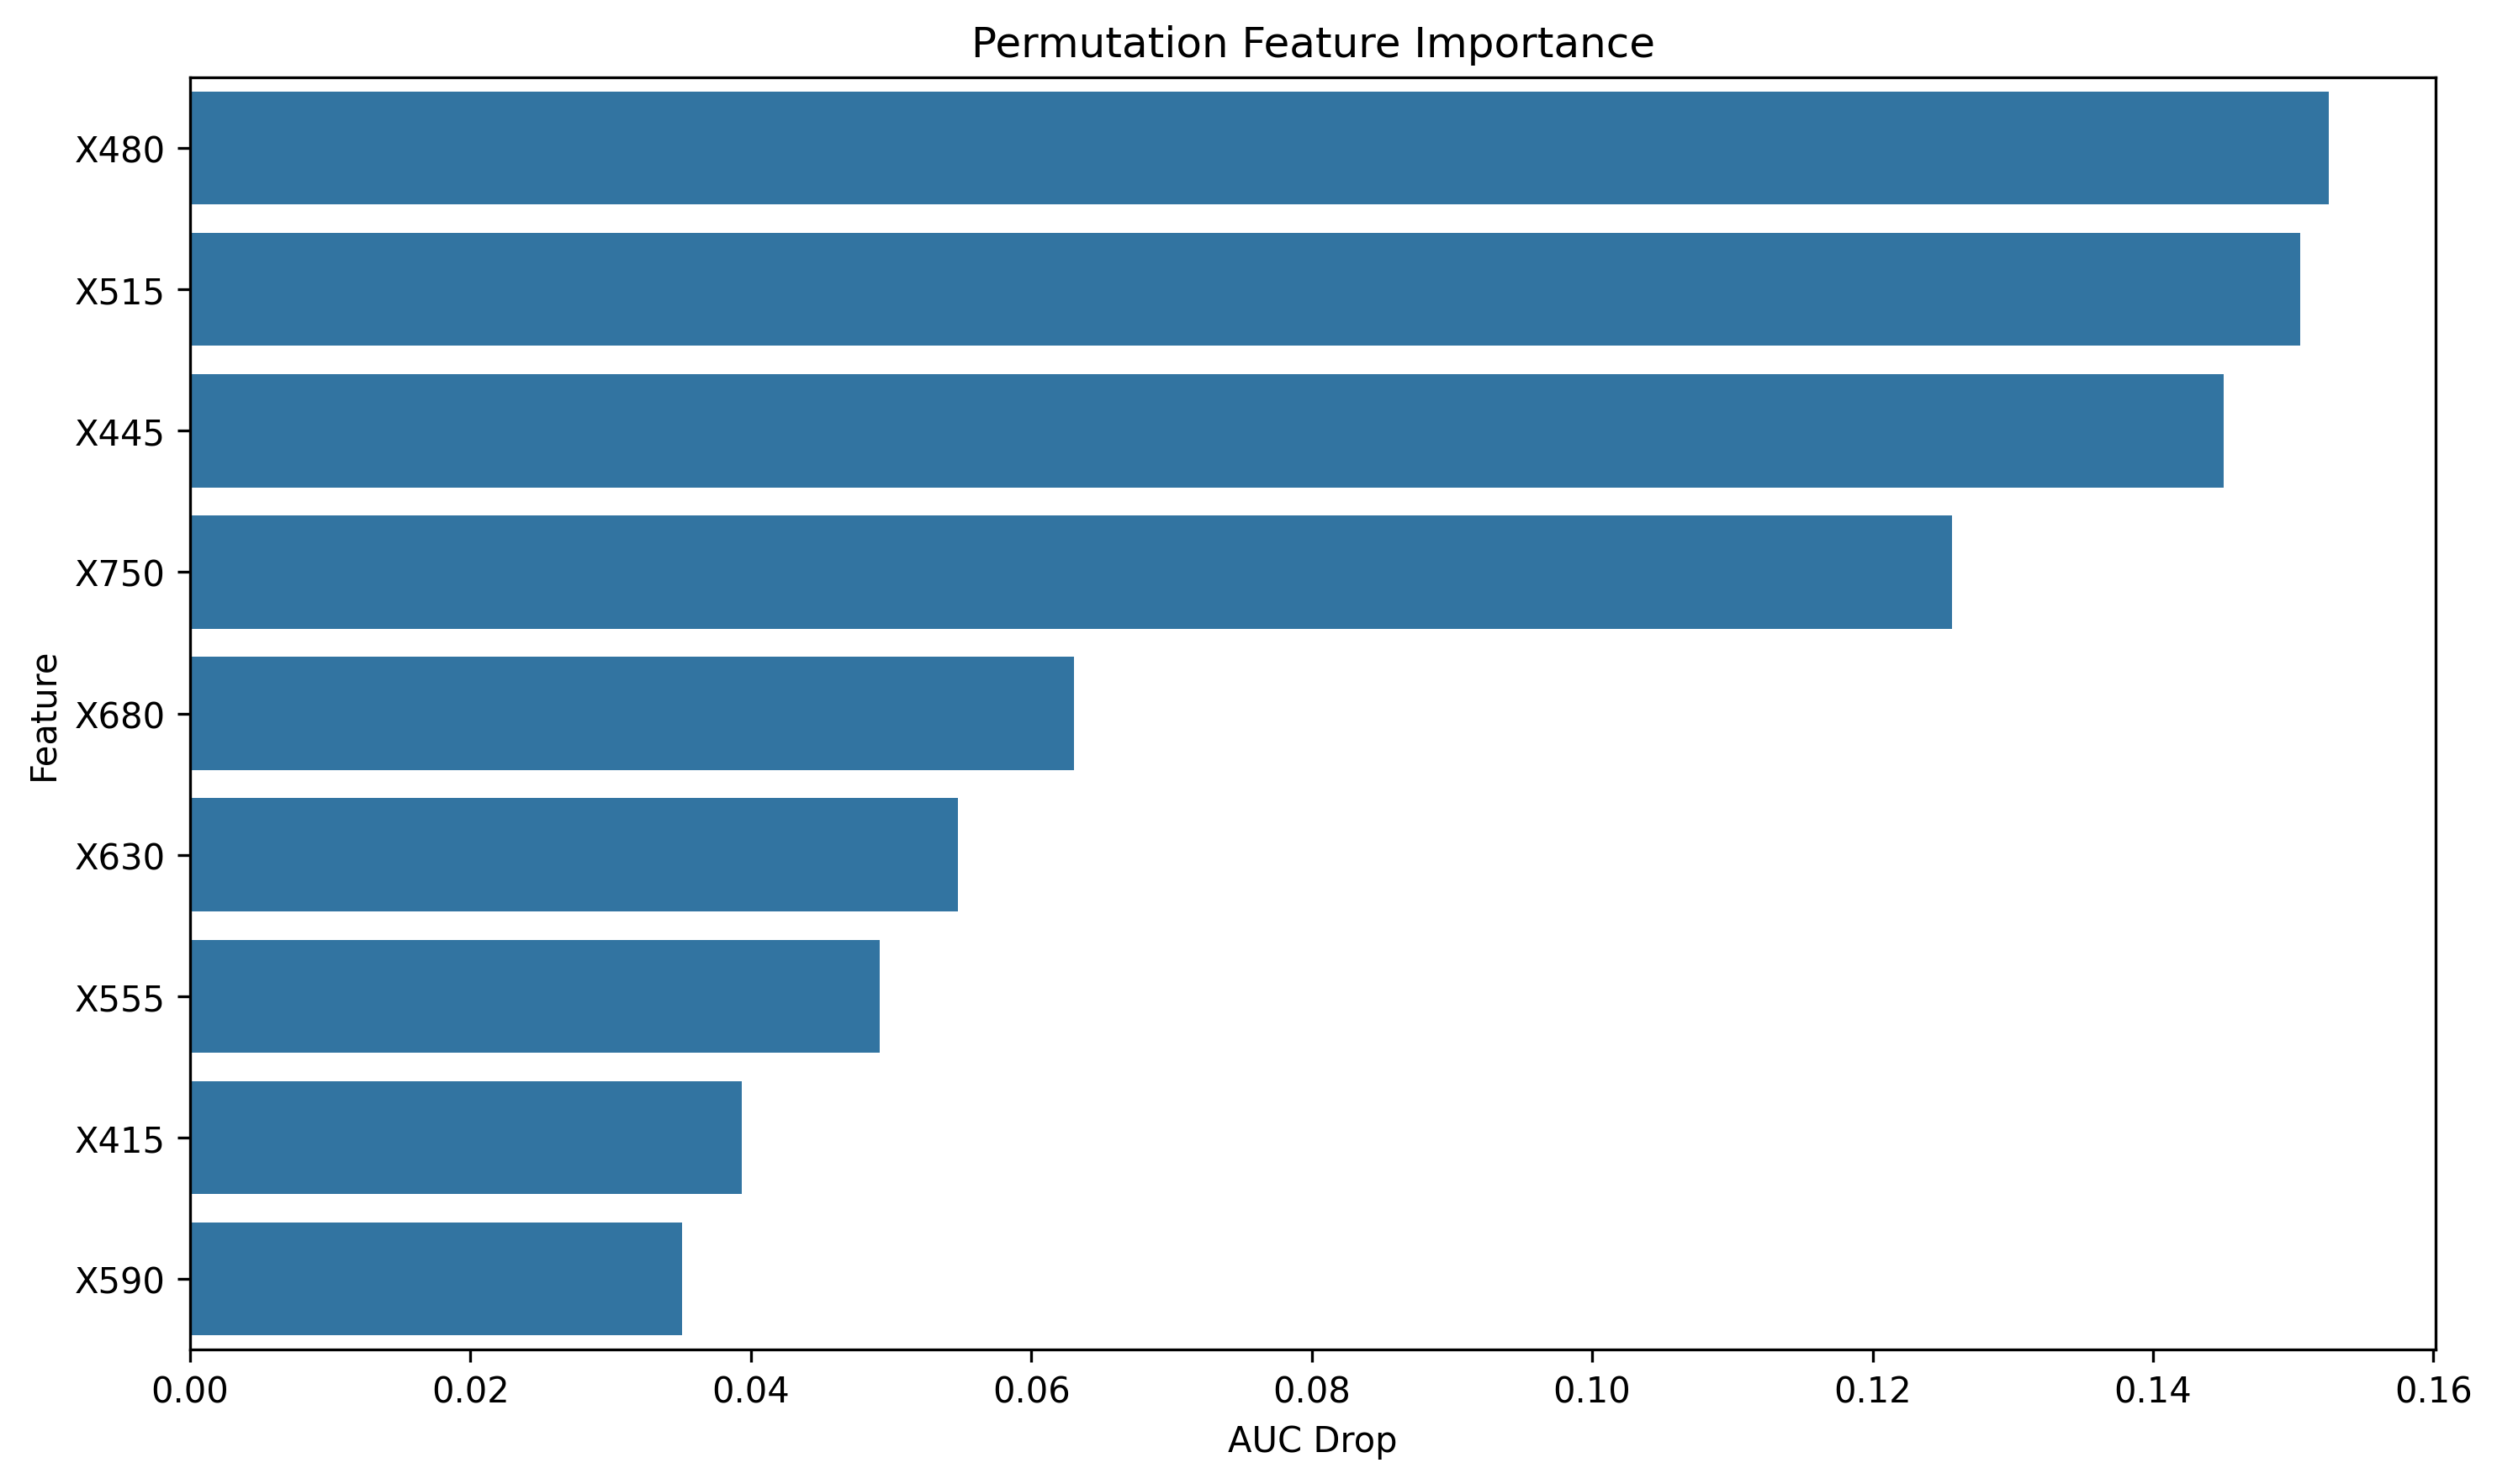 Permutation Feature Importance
Feature
X480
X515
X445
X750
X680
X630
X555
X415
X590
0.00 0.02 0.04 0.06 0.08 0.10 0.12 0.14 0.16
AUC Drop